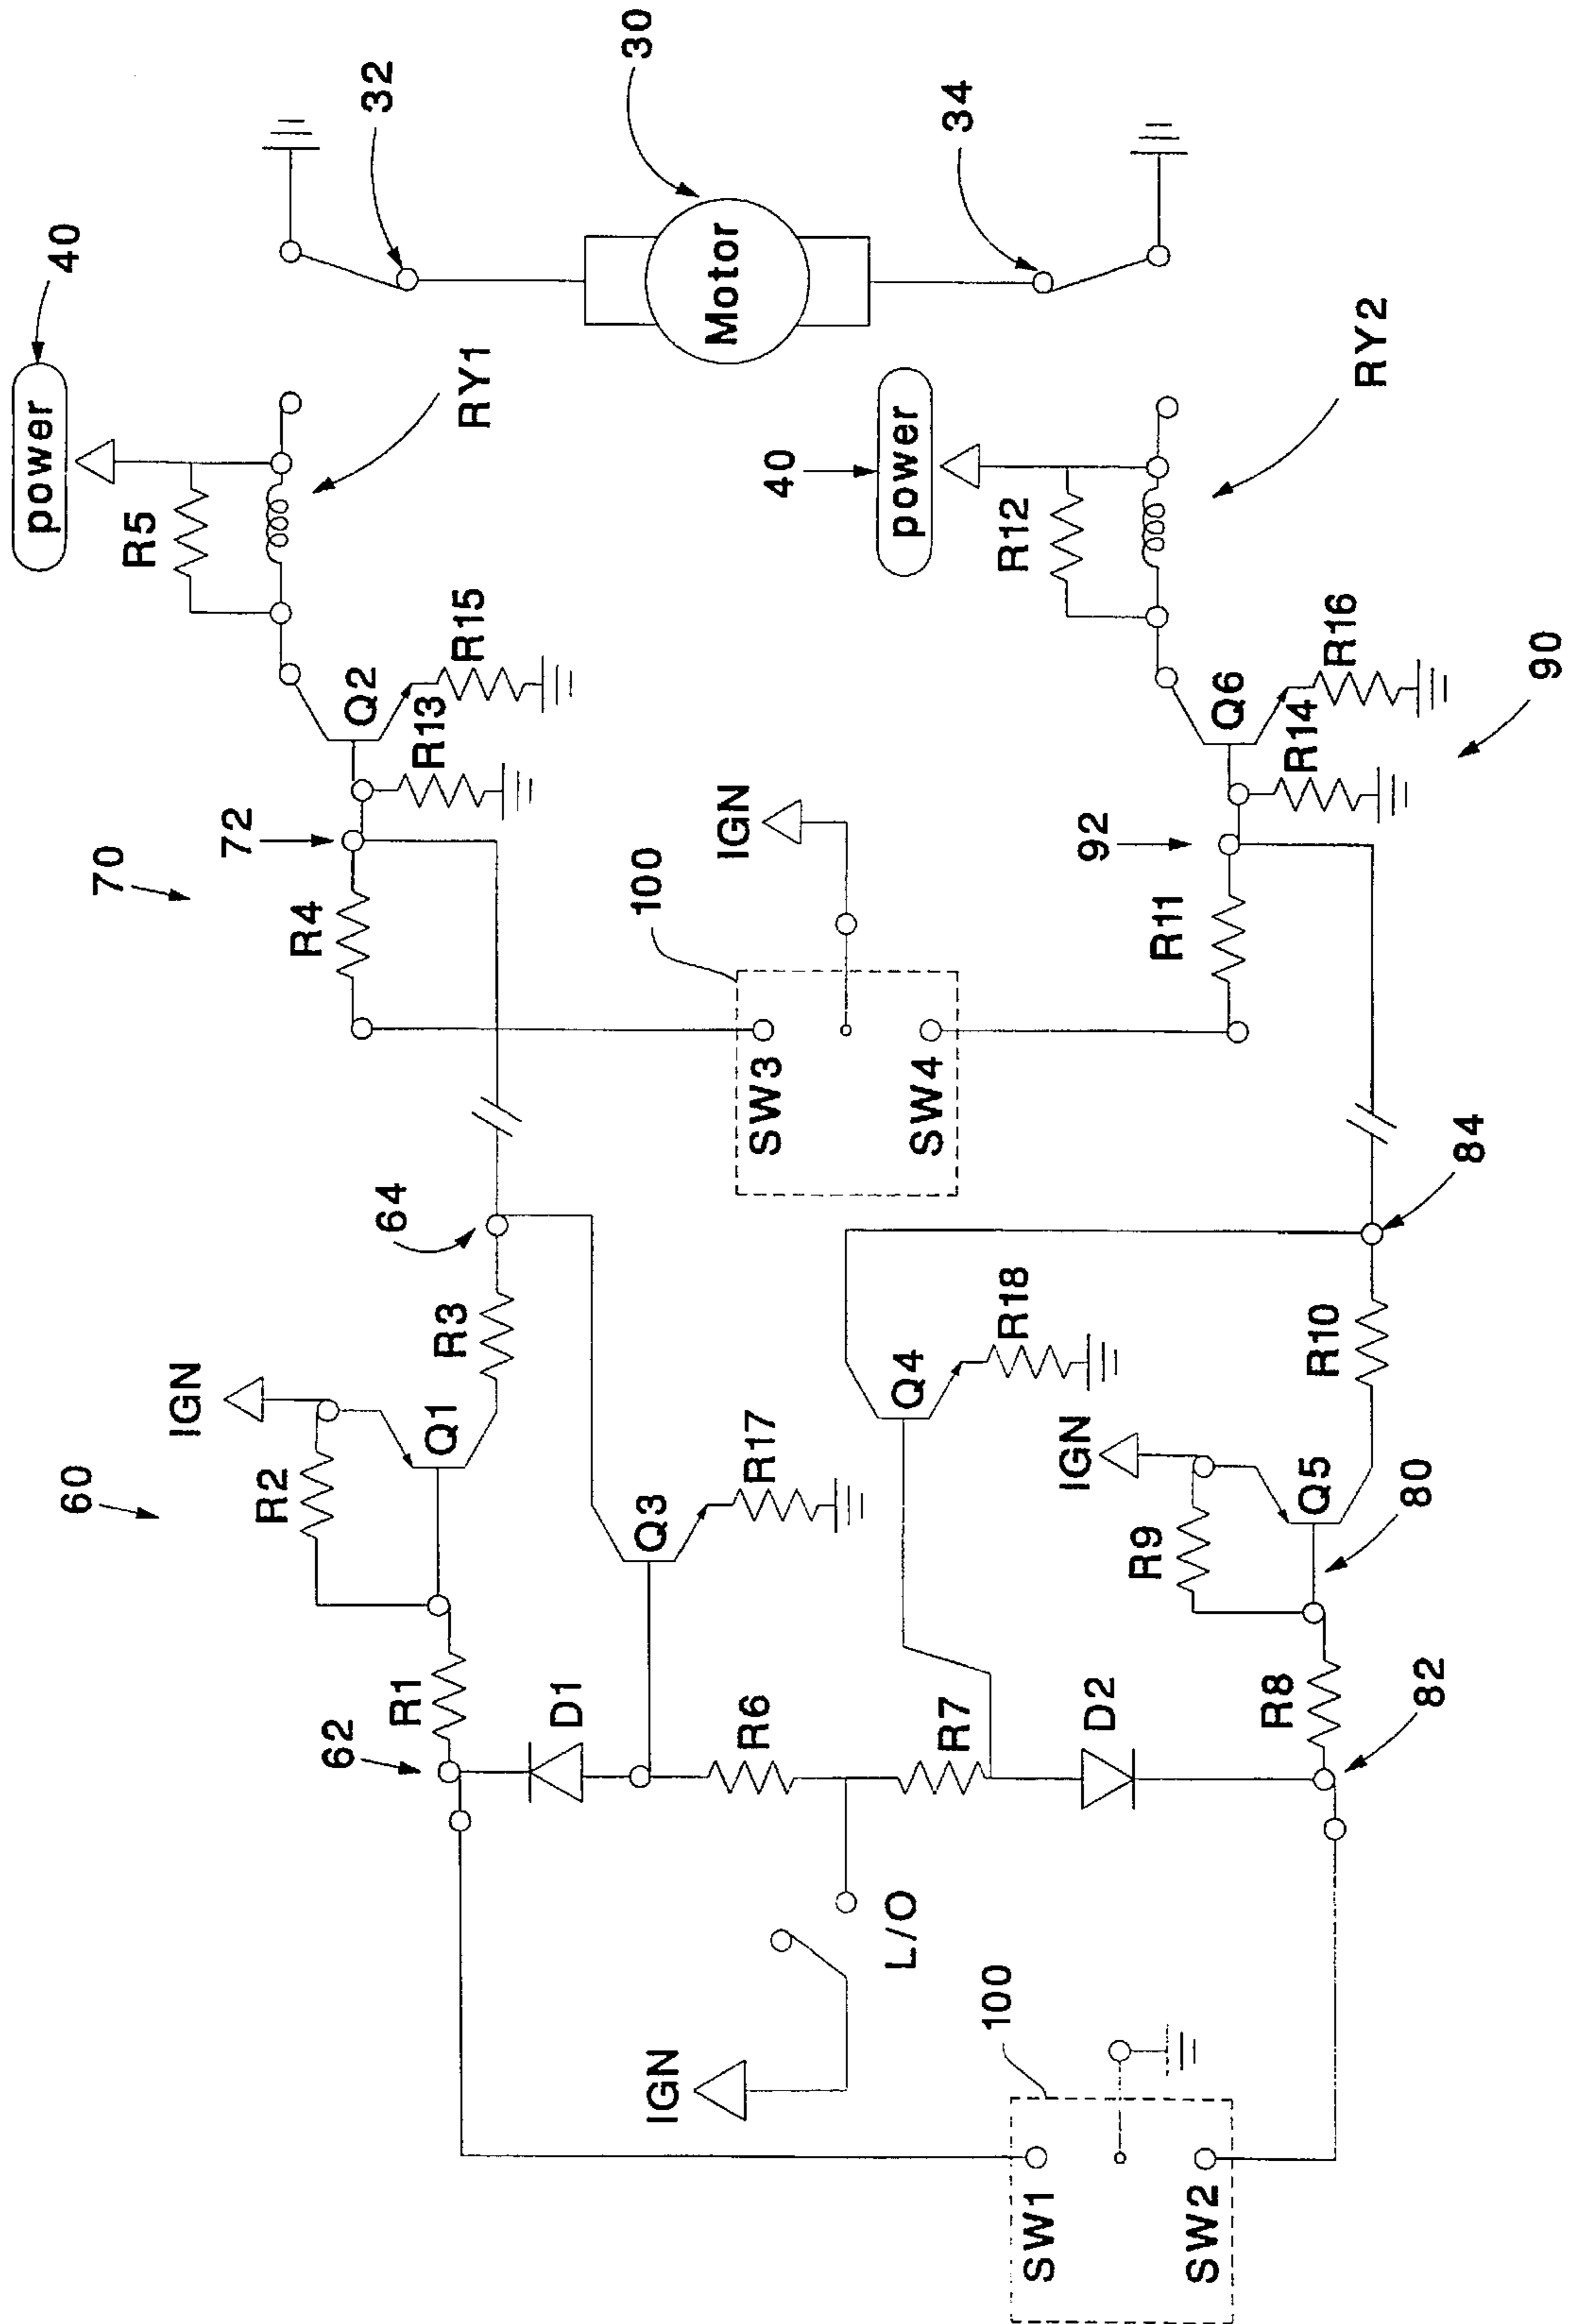 40
power
32
R5
RY1
30
Motor
70
72
R4
R13
Q2
R15
34
40
power
R12
RY2
60
IGN
R2
Q1
R3
64
100
IGN
SW3
SW4
92
R11
R14
Q6
R16
90
62
R1
D1
Q3
R17
R6
R7
Q4
R18
IGN
R9
Q5
R10
84
D2
R8
80
82
IGN
L/O
100
SW1
SW2